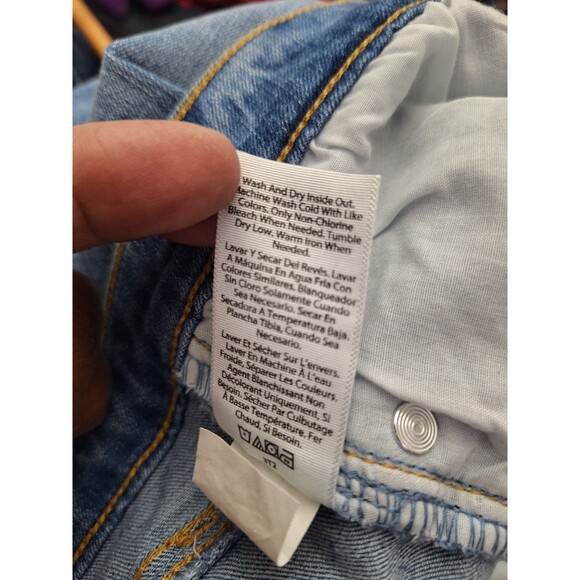 Wash And Dry Inside Out.
Machine Wash Cold With Like
Colors, Only Non-Chlorine
Bleach When Needed. Tumble
Dry Low. Warm Iron When
Needed.
Lavar Y Secar Del Revés. Lavar
A Máquina En Agua Fría Con
Colores Similares. Blanqueador
Sin Cloro Solamente Cuando
Sea Necesario. Secar En
Secadora A Temperatura Baja.
Plancha Tibia, Cuando Sea
Necesario.
Laver Et Sécher Sur L'envers.
Laver En Machine À L'eau
Froide, Séparer Les Couleurs.
Agent Blanchissant Non
Décolorant Uniquement, Si
Besoin. Sécher Par Culbutage
À Basse Température. Fer
Chaud, Si Besoin.